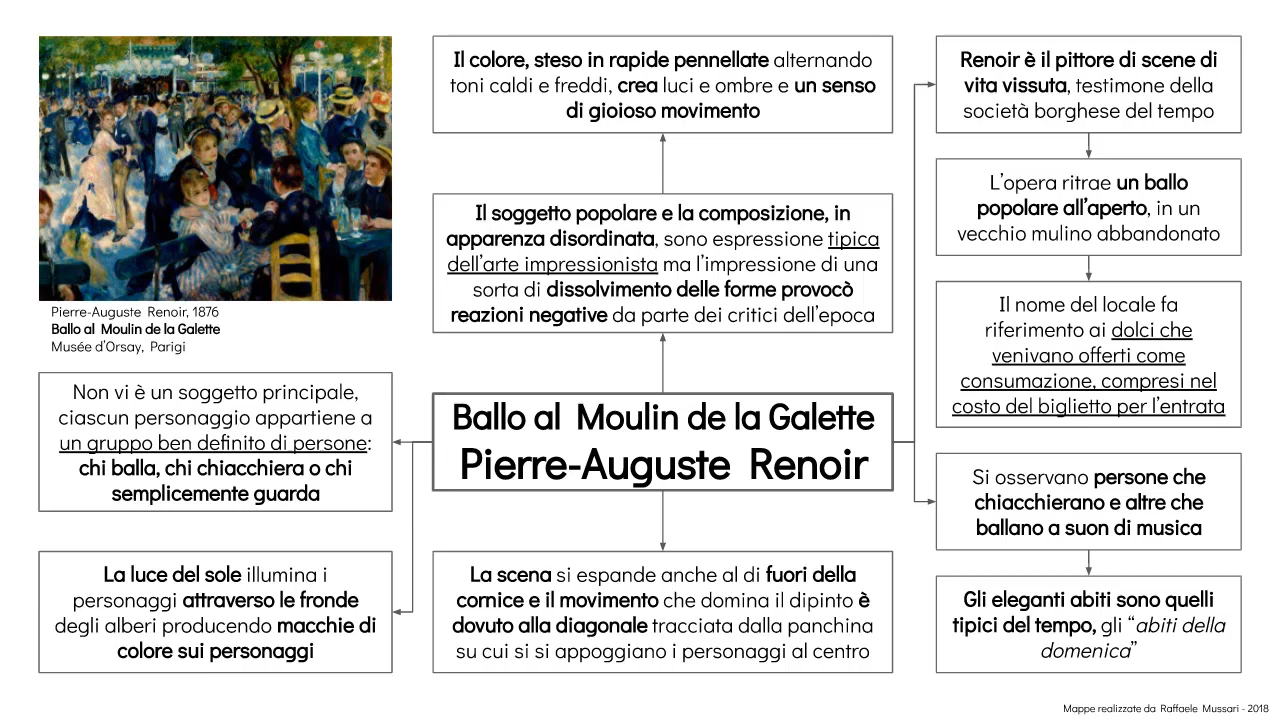 Il colore, steso in rapide pennellate alternando
toni caldi e freddi, crea luci e ombre e un senso
di gioioso movimento
Renoir è il pittore di scene di
vita vissuta, testimone della
società borghese del tempo
L'opera ritrae un ballo
popolare all'aperto, in un
vecchio mulino abbandonato
Il soggetto popolare e la composizione, in
apparenza disordinata, sono espressione tipica
dell'arte impressionista ma l'impressione di una
sorta di dissolvimento delle forme provocò
reazioni negative da parte dei critici dell'epoca
Il nome del locale fa
riferimento ai dolci che
venivano offerti come
consumazione, compresi nel
costo del biglietto per l'entrata
Pierre-Auguste Renoir, 1876
Ballo al Moulin de la Galette
Musée d'Orsay, Parigi
Non vi è un soggetto principale,
ciascun personaggio appartiene a
un gruppo ben definito di persone:
chi balla, chi chiacchiera o chi
semplicemente guarda
Ballo al Moulin de la Galette
Pierre-Auguste Renoir
Si osservano persone che
chiacchierano e altre che
ballano a suon di musica
La luce del sole illumina i
personaggi attraverso le fronde
degli alberi producendo macchie di
colore sui personaggi
La scena si espande anche al di fuori della
cornice e il movimento che domina il dipinto è
dovuto alla diagonale tracciata dalla panchina
su cui si si appoggiano i personaggi al centro
Gli eleganti abiti sono quelli
tipici del tempo, gli “abiti della
domenica”
Mappe realizzate da Raffaele Mussari - 2018